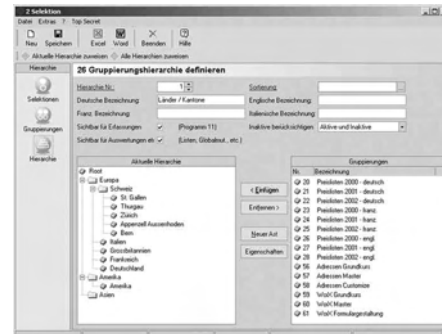 2 Selektion
Datei Extras ? Top Secret
Neu Speichern Excel Word Beenden Hilfe
Aktuelle Hierarchie zuweisen Alle Hierarchien zuweisen
Hierarchie
Selektionen
Gruppierungen
Hierarchie
26 Gruppierungshierarchie definieren
Hierarchie Nr.: 1
Sortierung:
Deutsche Bezeichnung: Länder / Kantone
Englische Bezeichnung:
Franz. Bezeichnung:
Italienische Bezeichnung:
Sichtbar für Erfassungen (Programm 11)
Inaktive berücksichtigen: Aktive und Inaktive
Sichtbar für Auswertungen etc (Listen, Globalmut., etc.)
Aktuelle Hierarchie
Root
Europa
Schweiz
St. Gallen
Thurgau
Zürich
Appenzell Ausserrhoden
Bern
Italien
Grossbritannien
Frankreich
Deutschland
Amerika
Amerika
Asien
< Einfügen
Entfernen >
Neuer Ast
Eigenschaften
Gruppierungen
Nr. Bezeichnung
20 Preislisten 2000 - deutsch
21 Preislisten 2001 - deutsch
22 Preislisten 2002 - deutsch
23 Preislisten 2000 - franz.
24 Preislisten 2001 - franz.
25 Preislisten 2002 - franz.
26 Preislisten 2000 - engl.
27 Preislisten 2001 - engl.
28 Preislisten 2002 - engl.
56 Adressen Grundkurs
57 Adressen Master
58 Adressen Customize
59 WisiX Grundkurs
60 WisiX Master
61 WisiX Formulargestaltung